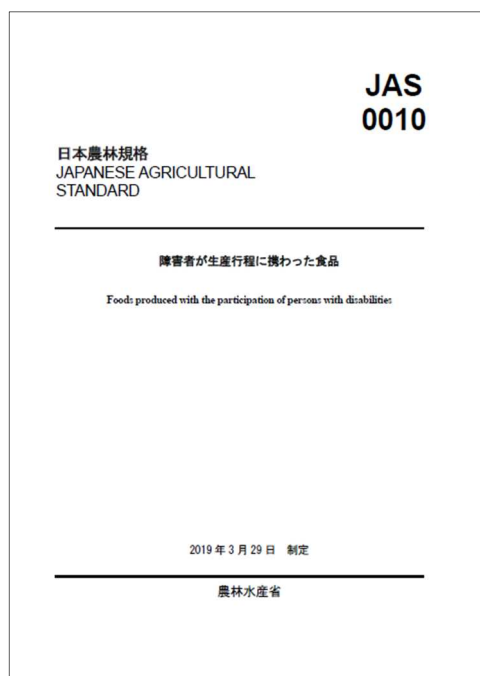 JAS
0010
日本農林規格
JAPANESE AGRICULTURAL
STANDARD
障害者が生産行程に携わった食品
Foods produced with the participation of persons with disabilities
2019 年 3 月 29 日　制定
農林水産省